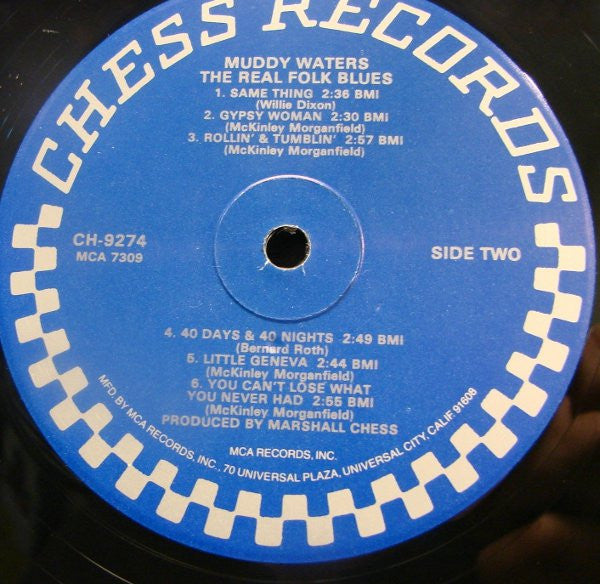 CHESS RECORDS
MUDDY WATERS
THE REAL FOLK BLUES
1. SAME THING 2:36 BMI
(Willie Dixon)
2. GYPSY WOMAN 2:30 BMI
(McKinley Morganfield)
3. ROLLIN' & TUMBLIN' 2:57 BMI
(McKinley Morganfield)
CH-9274
MCA 7309
SIDE TWO
4. 40 DAYS & 40 NIGHTS 2:49 BMI
(Bernard Roth)
5. LITTLE GENEVA 2:44 BMI
(McKinley Morganfield)
6. YOU CAN'T LOSE WHAT
YOU NEVER HAD 2:55 BMI
(McKinley Morganfield)
PRODUCED BY MARSHALL CHESS
MCA RECORDS, INC.
MFD BY MCA RECORDS, INC., 70 UNIVERSAL PLAZA, UNIVERSAL CITY, CALIF 91608